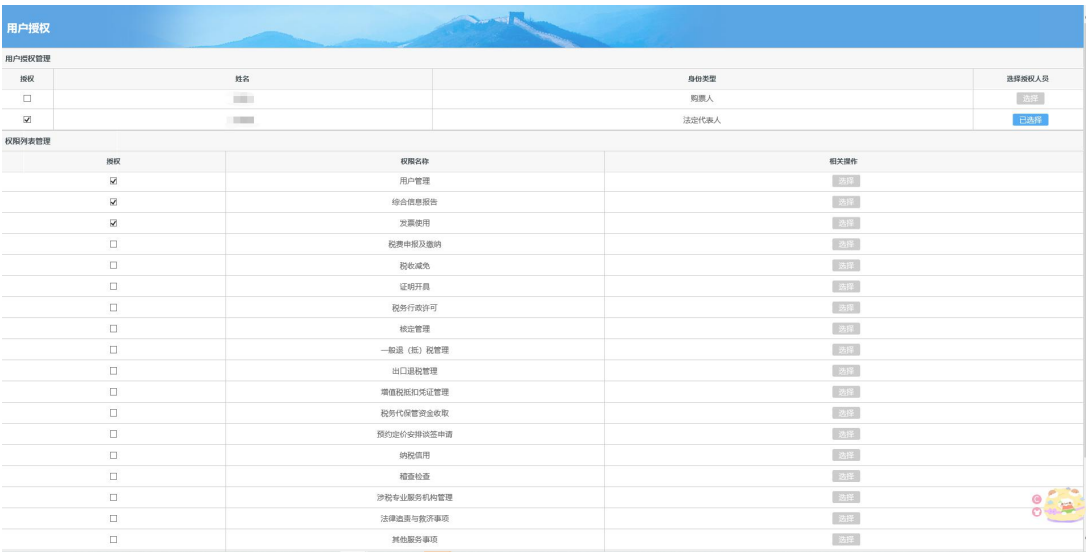 用户授权
用户授权管理
授权 姓名 身份类型 选择授权人员
购票人 选择
法定代表人 已选择
权限列表管理
授权 权限名称 相关操作
用户管理 选择
综合信息报告 选择
发票使用 选择
税费申报及缴纳 选择
税收减免 选择
证明开具 选择
税务行政许可 选择
核定管理 选择
一般退（抵）税管理 选择
出口退税管理 选择
增值税抵扣凭证管理 选择
税务代保管资金收取 选择
预约定价安排谈签申请 选择
纳税信用 选择
稽查检查 选择
涉税专业服务机构管理 选择
法律追责与救济事项 选择
其他服务事项 选择